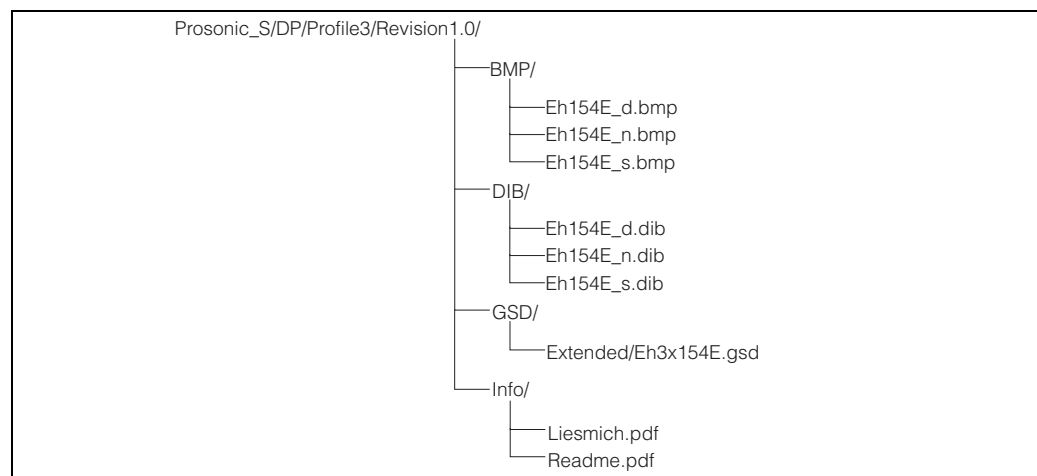 Prosonic_S/DP/Profile3/Revision1.0/
BMP/
Eh154E_d.bmp
Eh154E_n.bmp
Eh154E_s.bmp
DIB/
Eh154E_d.dib
Eh154E_n.dib
Eh154E_s.dib
GSD/
Extended/Eh3x154E.gsd
Info/
Liesmich.pdf
Readme.pdf